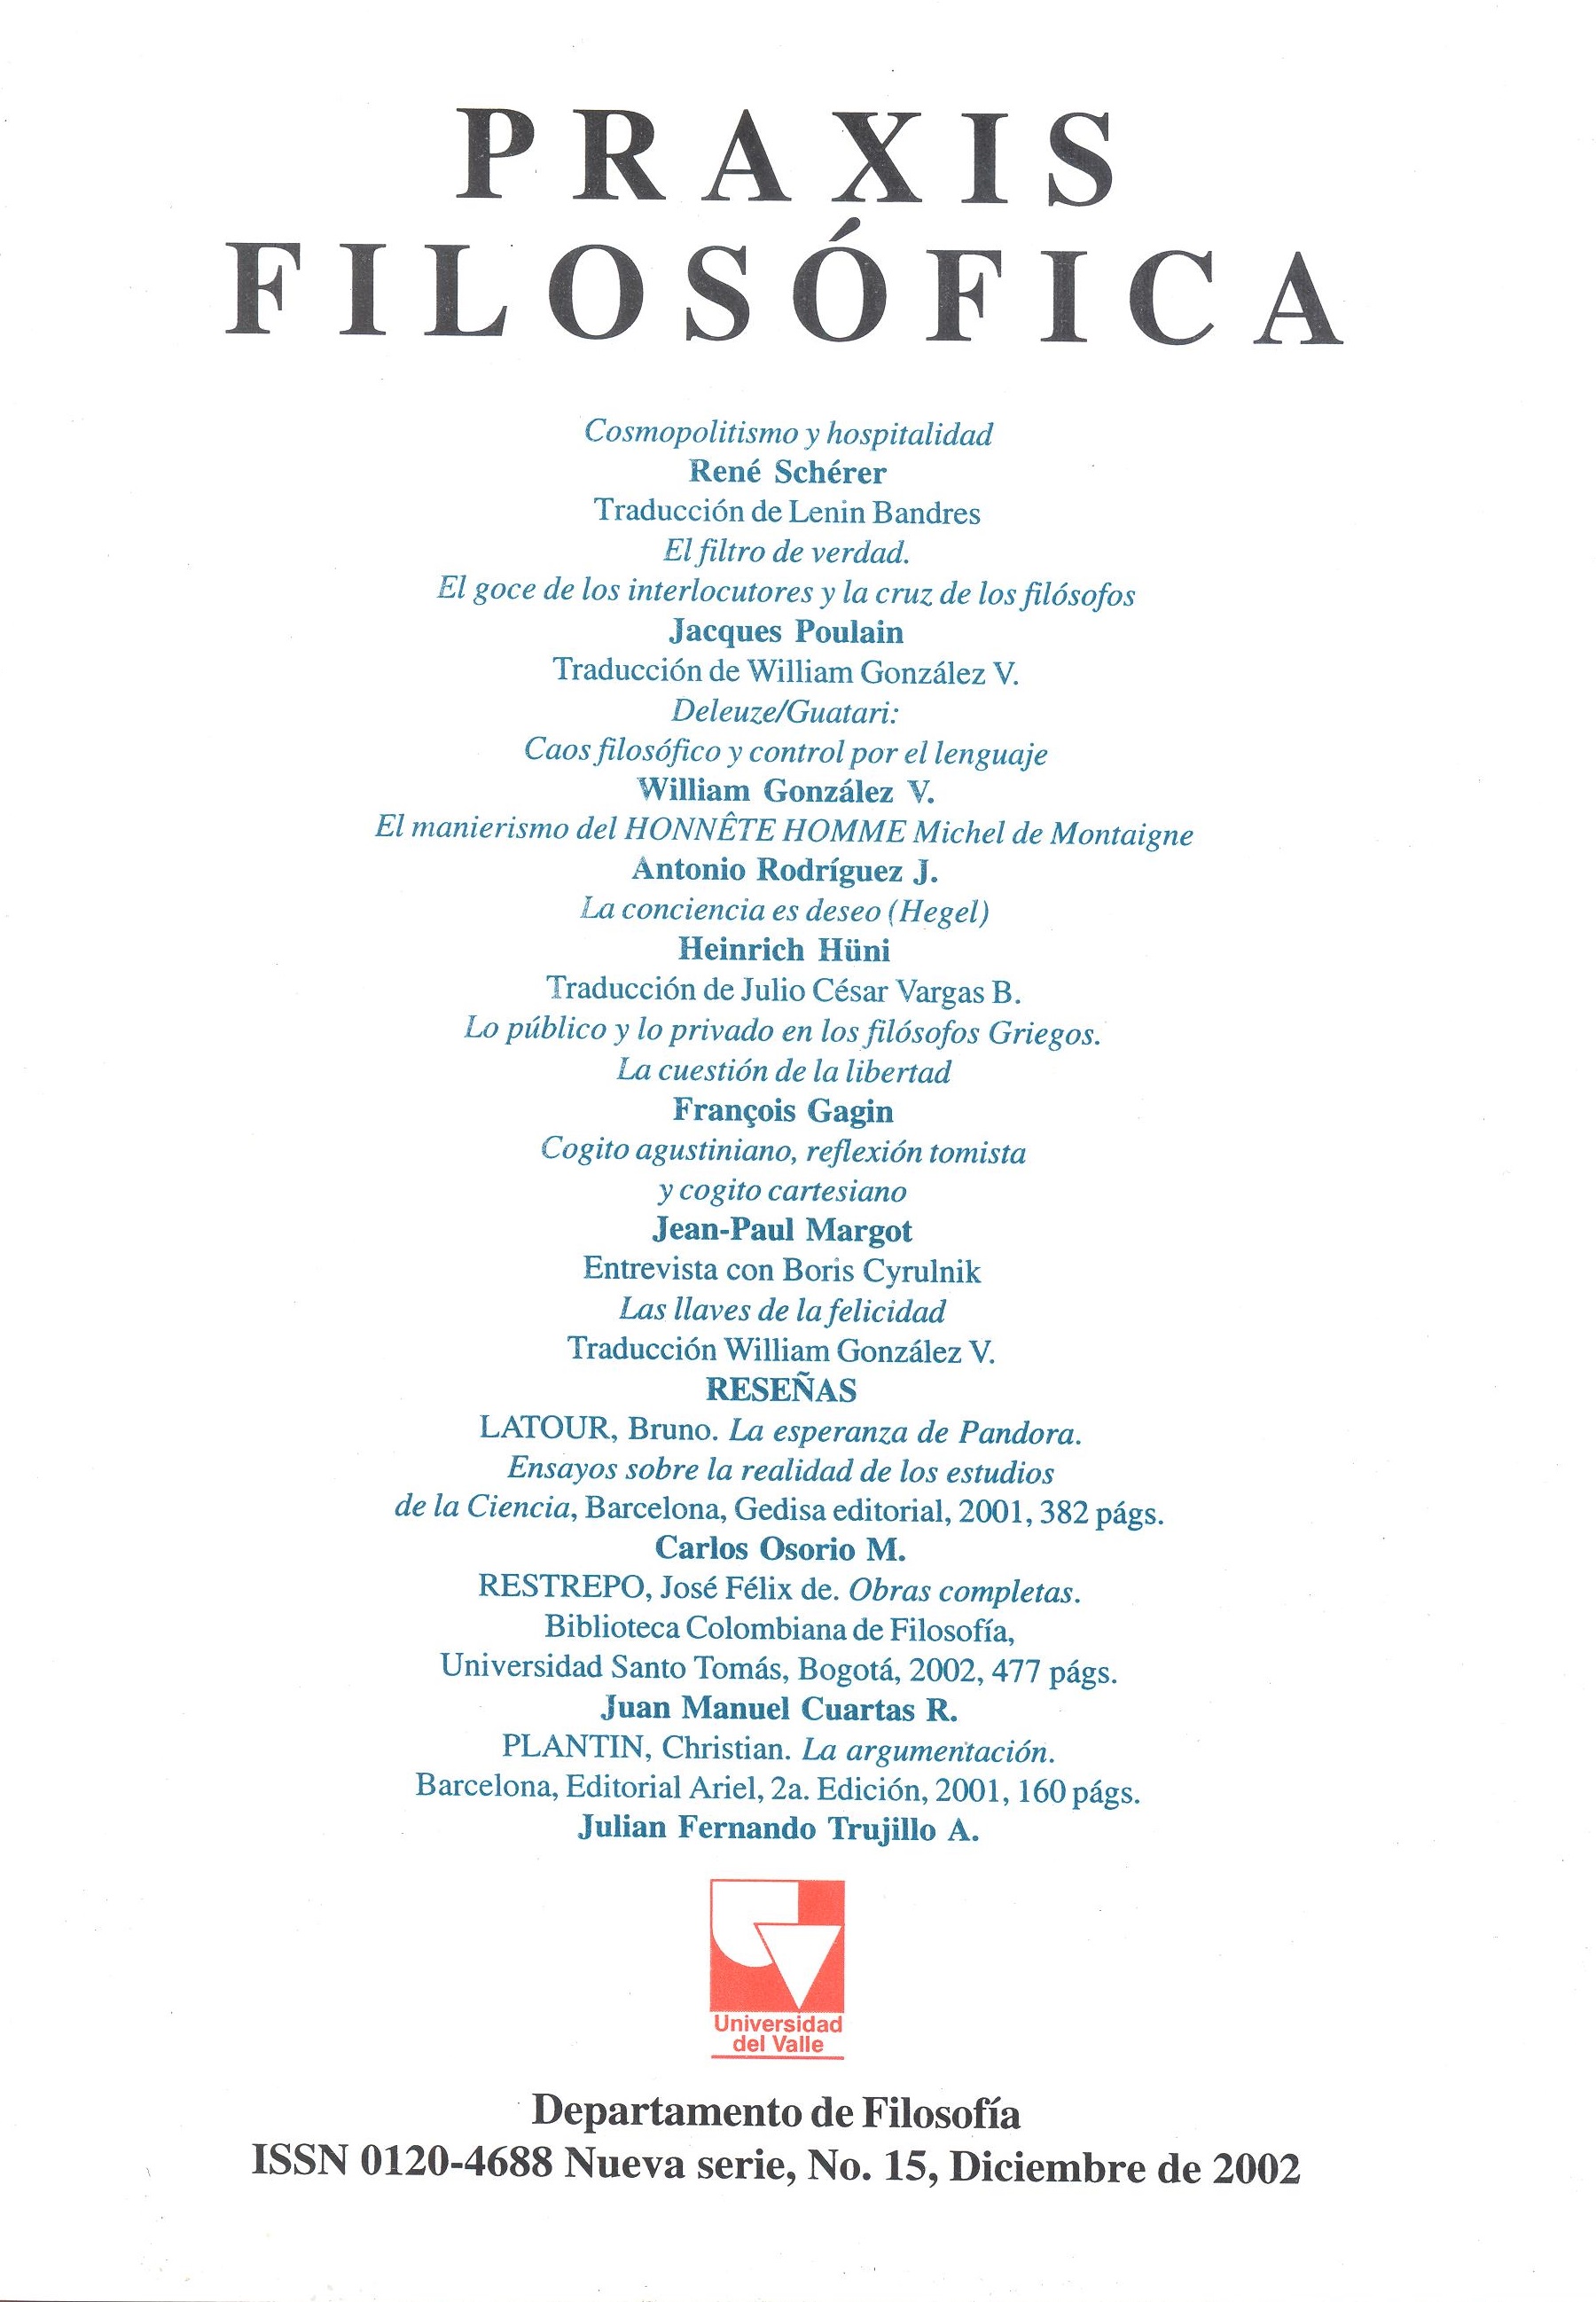 PRAXIS
FILOSÓFICA
Cosmopolitismo y hospitalidad
René Schérer
Traducción de Lenin Bandres
El filtro de verdad.
El goce de los interlocutores y la cruz de los filósofos
Jacques Poulain
Traducción de William González V.
Deleuze/Guatari:
Caos filosófico y control por el lenguaje
William González V.
El manierismo del HONNÊTE HOMME Michel de Montaigne
Antonio Rodríguez J.
La conciencia es deseo (Hegel)
Heinrich Hüni
Traducción de Julio César Vargas B.
Lo público y lo privado en los filósofos Griegos.
La cuestión de la libertad
François Gagin
Cogito agustiniano, reflexión tomista
y cogito cartesiano
Jean-Paul Margot
Entrevista con Boris Cyrulnik
Las llaves de la felicidad
Traducción William González V.
RESEÑAS
LATOUR, Bruno. La esperanza de Pandora.
Ensayos sobre la realidad de los estudios
de la Ciencia, Barcelona, Gedisa editorial, 2001, 382 págs.
Carlos Osorio M.
RESTREPO, José Félix de. Obras completas.
Biblioteca Colombiana de Filosofía,
Universidad Santo Tomás, Bogotá, 2002, 477 págs.
Juan Manuel Cuartas R.
PLANTIN, Christian. La argumentación.
Barcelona, Editorial Ariel, 2a. Edición, 2001, 160 págs.
Julian Fernando Trujillo A.
Universidad
del Valle
Departamento de Filosofía
ISSN 0120-4688 Nueva serie, No. 15, Diciembre de 2002